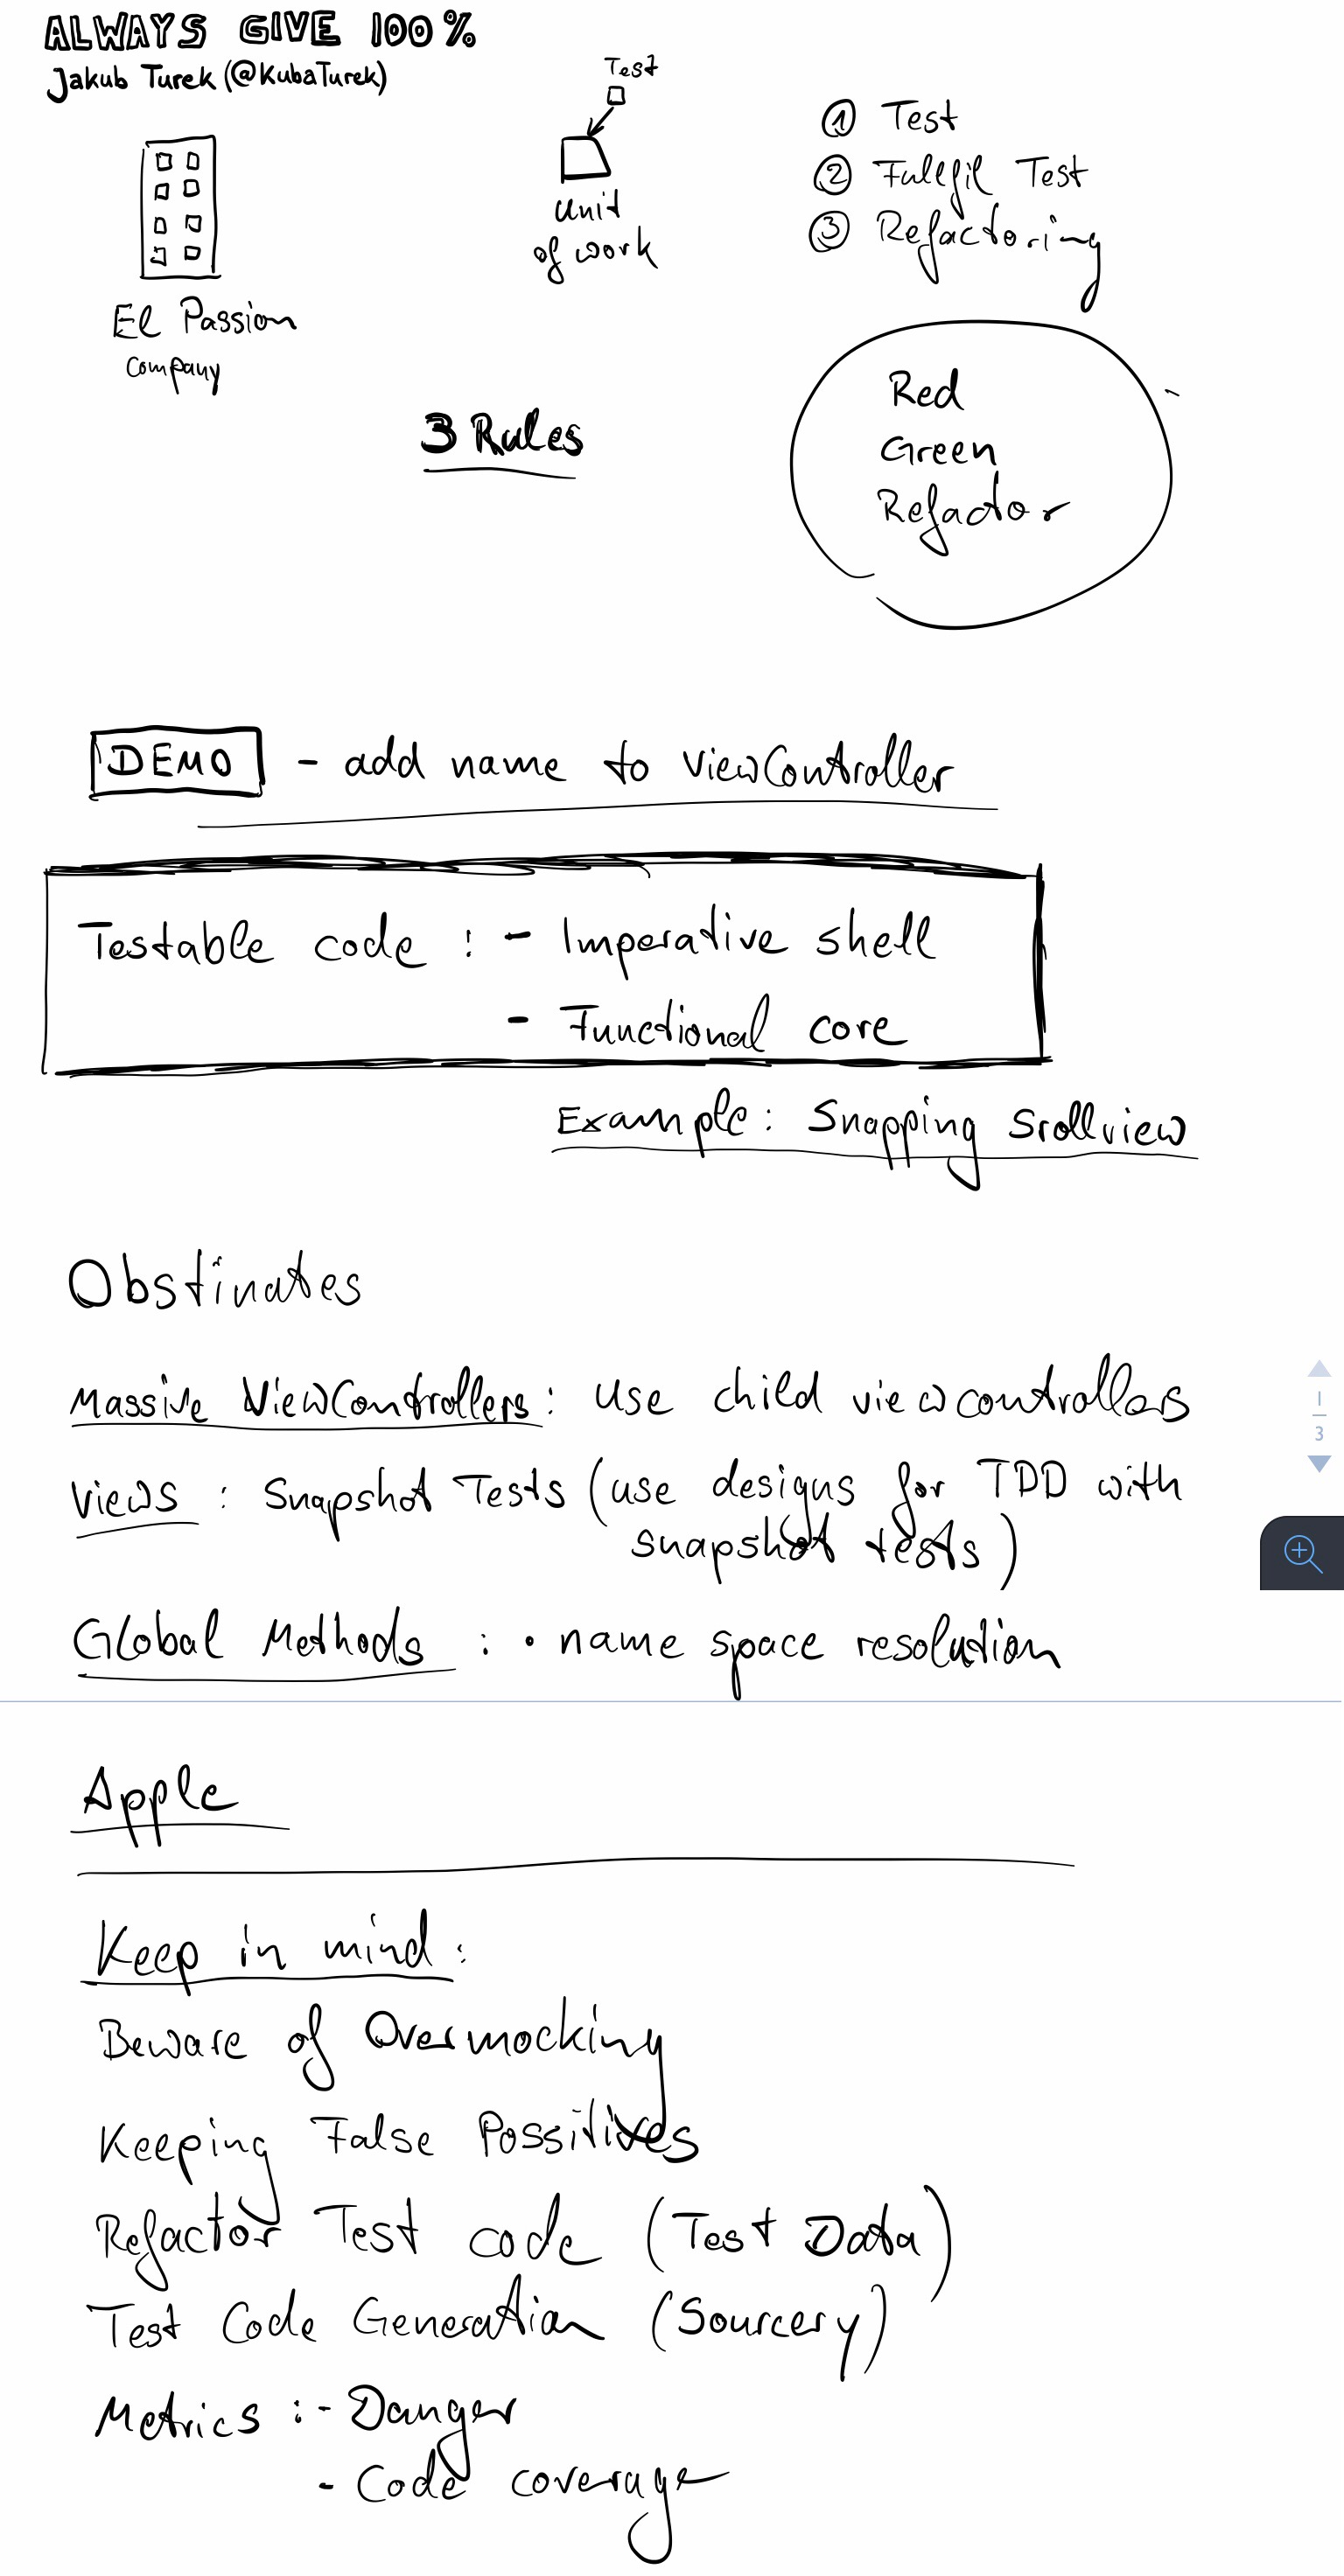 ALWAYS GIVE 100%
Jakub Turek (@KubaTurek)
El Passion
Company
Test
Unit
of work
3 Rules
① Test
② Fullfil Test
③ Refactoring
Red
Green
Refactor
DEMO - add name to ViewController
Testable code : - Imperative shell
- Functional core
Example: Snapping Srollview
Obstinates
Massive ViewControllers: use child viewcontrollers
Views : Snapshot Tests (use designs for TDD with
snapshot tests)
Global Methods : • name space resolution
1
3
Apple
Keep in mind:
Beware of Overmocking
Keeping False Possitives
Refactor Test code (Test Data)
Test Code Generation (Sourcery)
Metrics : - Danger
- Code coverage